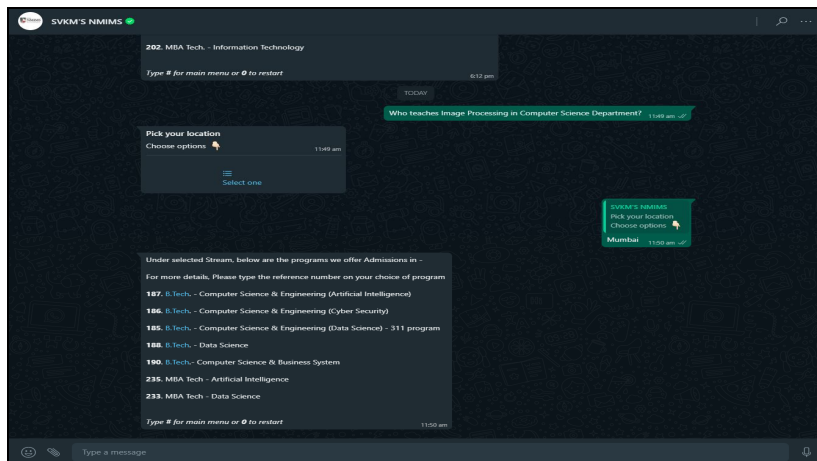 SVKM'S NMIMS
202. MBA Tech. - Information Technology
Type # for main menu or 0 to restart
6:12 pm
TODAY
Who teaches Image Processing in Computer Science Department? 11:49 am
Pick your location
Choose options 👇🏻 11:49 am
Select one
SVKM'S NMIMS
Pick your location
Choose options 👇🏻
Mumbai 11:50 am
Under selected Stream, below are the programs we offer Admissions in -
For more details, Please type the reference number on your choice of program
187. B.Tech. - Computer Science & Engineering (Artificial Intelligence)
186. B.Tech. - Computer Science & Engineering (Cyber Security)
185. B.Tech. - Computer Science & Engineering (Data Science) - 311 program
188. B.Tech. - Data Science
190. B.Tech.- Computer Science & Business System
235. MBA Tech - Artificial Intelligence
233. MBA Tech - Data Science
Type # for main menu or 0 to restart
11:50 am
Type a message